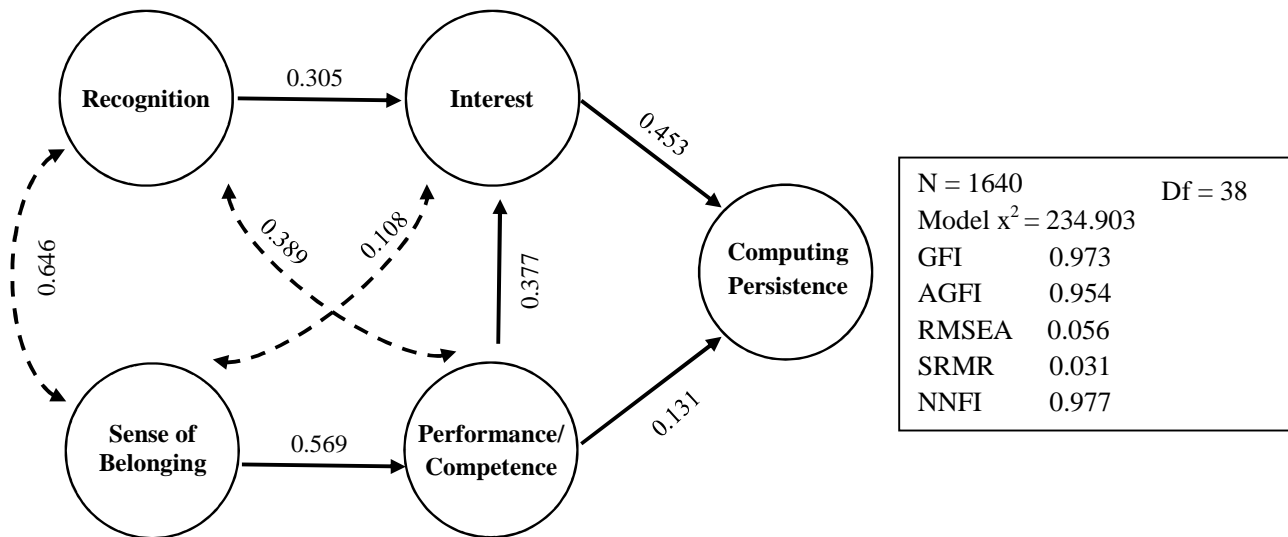 Recognition
0.305
Interest
0.453
0.646
0.389
0.108
0.377
Computing
Persistence
Sense of
Belonging
0.569
Performance/
Competence
0.131
N = 1640 Df = 38
Model x² = 234.903
GFI 0.973
AGFI 0.954
RMSEA 0.056
SRMR 0.031
NNFI 0.977